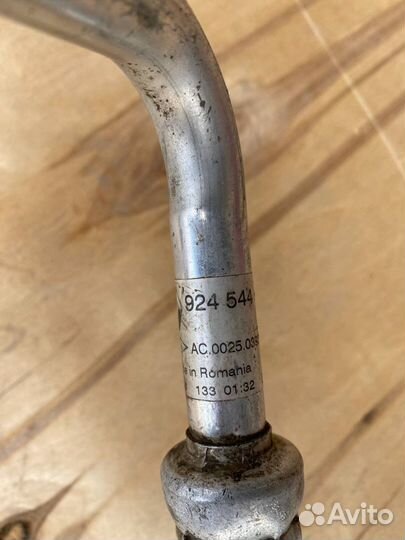 924 544
> AC.0025.03
in Romania
133 01:32
Avito